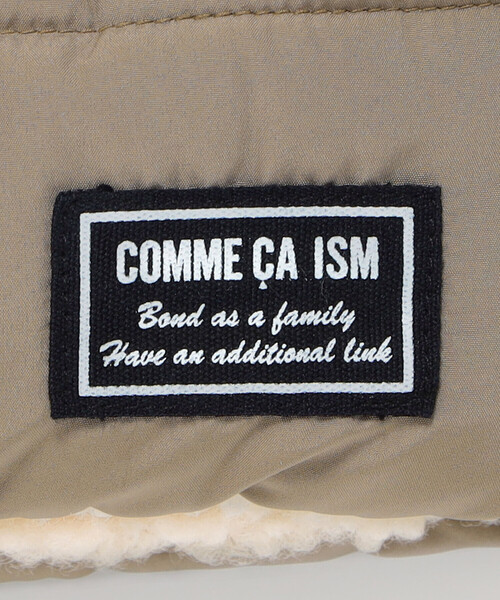 COMME ÇA ISM
Bond as a family
Have an additional link